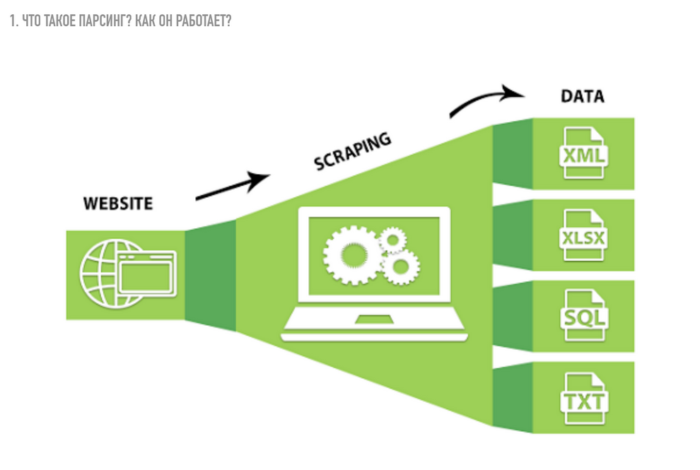 1. ЧТО ТАКОЕ ПАРСИНГ? КАК ОН РАБОТАЕТ?
WEBSITE
SCRAPING
DATA
XML
XLSX
SQL
TXT